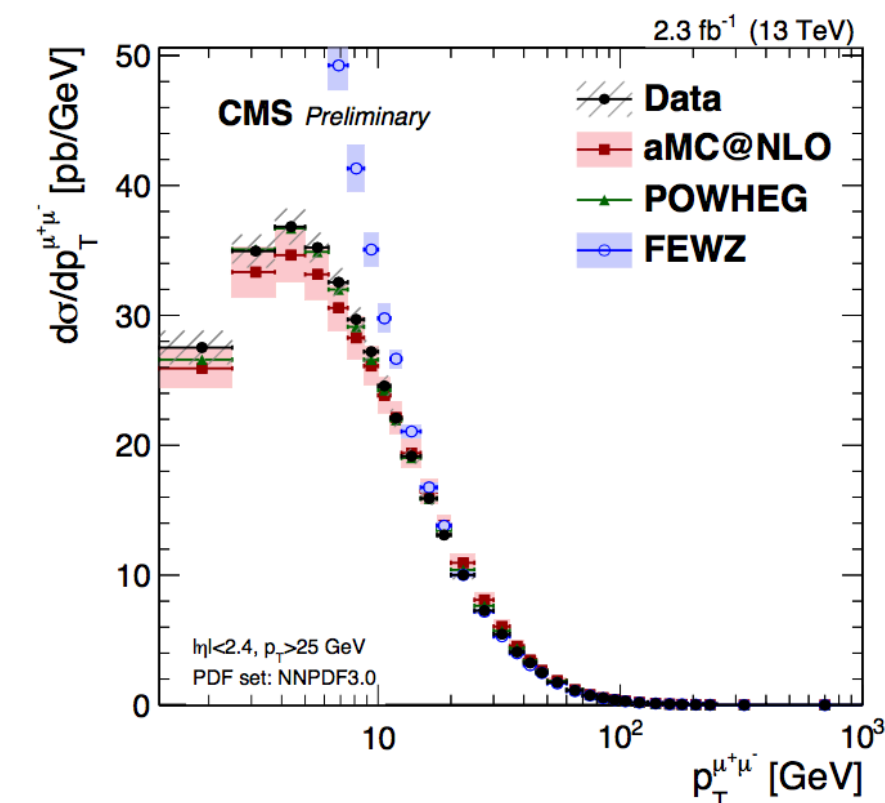 2.3 fb⁻¹ (13 TeV)
CMS Preliminary
Data
aMC@NLO
POWHEG
FEWZ
dσ/dp_T^{μ⁺μ⁻} [pb/GeV]
50
40
30
20
10
0
|η|<2.4, p_T>25 GeV
PDF set: NNPDF3.0
10
10²
10³
p_T^{μ⁺μ⁻} [GeV]